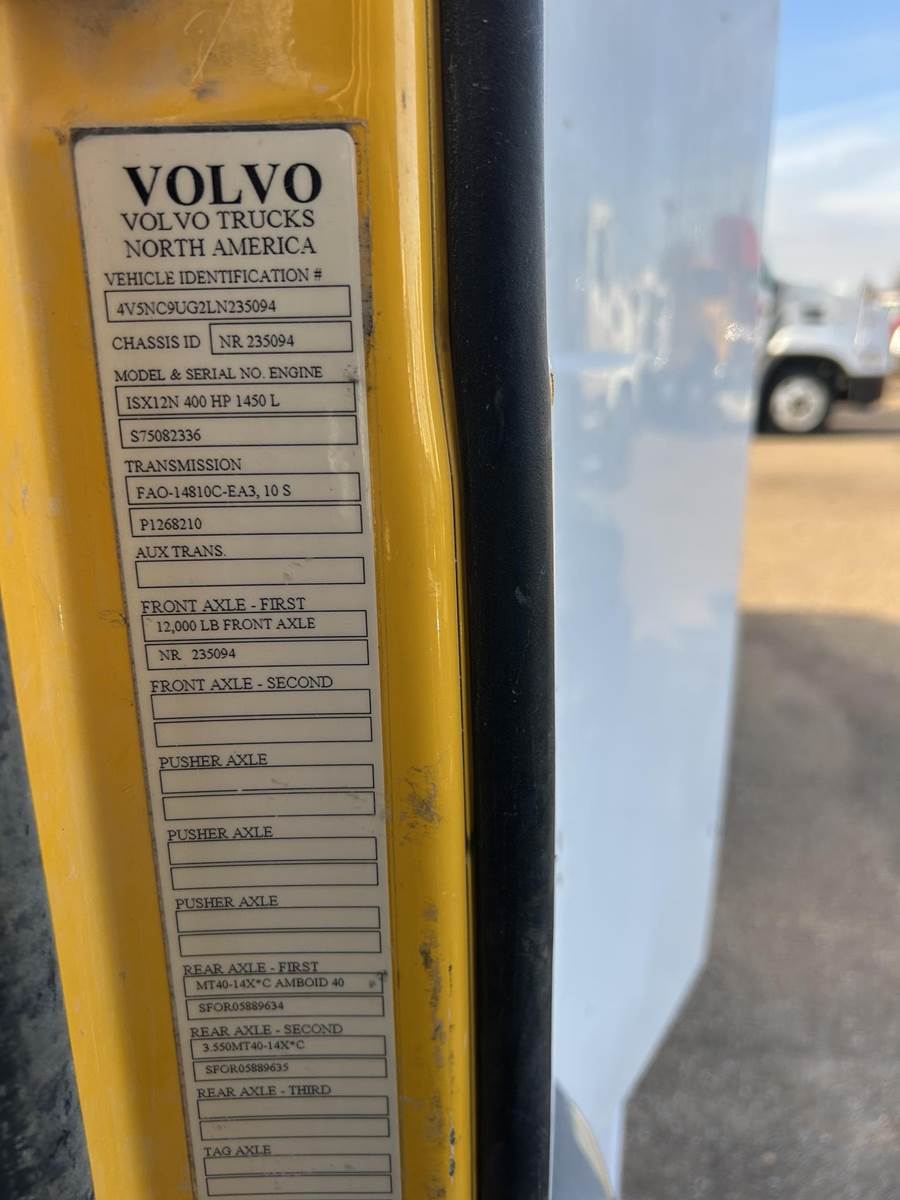 VOLVO
VOLVO TRUCKS
NORTH AMERICA
VEHICLE IDENTIFICATION #
4V5NC9UG2LN235094
CHASSIS ID NR 235094
MODEL & SERIAL NO. ENGINE
ISX12N 400 HP 1450 L
S75082336
TRANSMISSION
FAO-14810C-EA3, 10 S
P1268210
AUX TRANS.
FRONT AXLE - FIRST
12,000 LB FRONT AXLE
NR 235094
FRONT AXLE - SECOND
PUSHER AXLE
PUSHER AXLE
PUSHER AXLE
REAR AXLE - FIRST
MT40-14X*C AMBOID 40
SFOR05889634
REAR AXLE - SECOND
3.550MT40-14X*C
SFOR05889635
REAR AXLE - THIRD
TAG AXLE